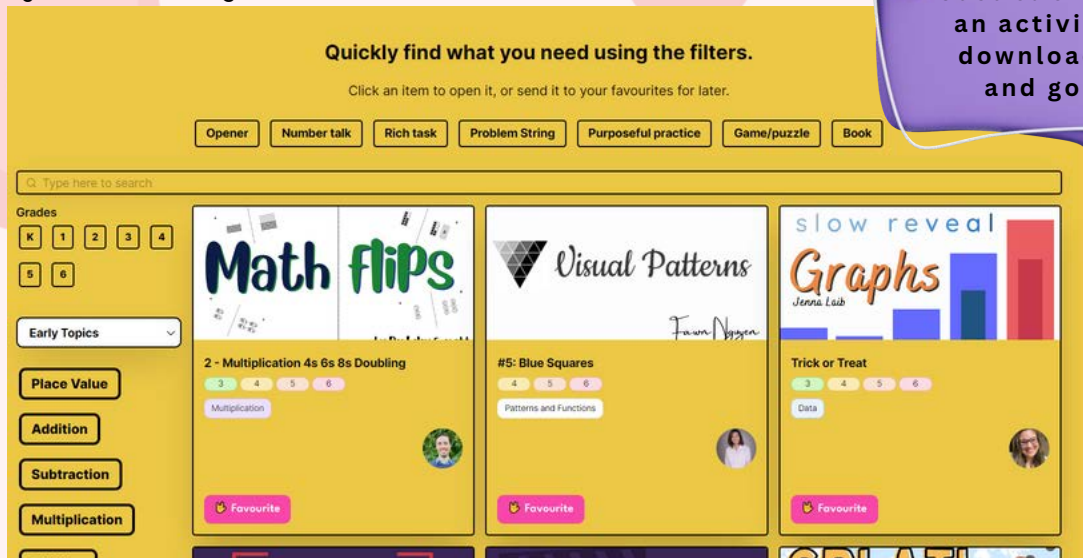 an activi
downloa
and go
Quickly find what you need using the filters.
Click an item to open it, or send it to your favourites for later.
Opener Number talk Rich task Problem String Purposeful practice Game/puzzle Book
Type here to search
Grades
K 1 2 3 4
5 6
Early Topics
Place Value
Addition
Subtraction
Multiplication
Math flips
2 - Multiplication 4s 6s 8s Doubling
3 4 5 6
Multiplication
Favourite
Visual Patterns
Fawn Nguyen
#5: Blue Squares
4 5 6
Patterns and Functions
Favourite
slow reveal
Graphs
Jenna Laib
Trick or Treat
3 4 5 6
Data
Favourite